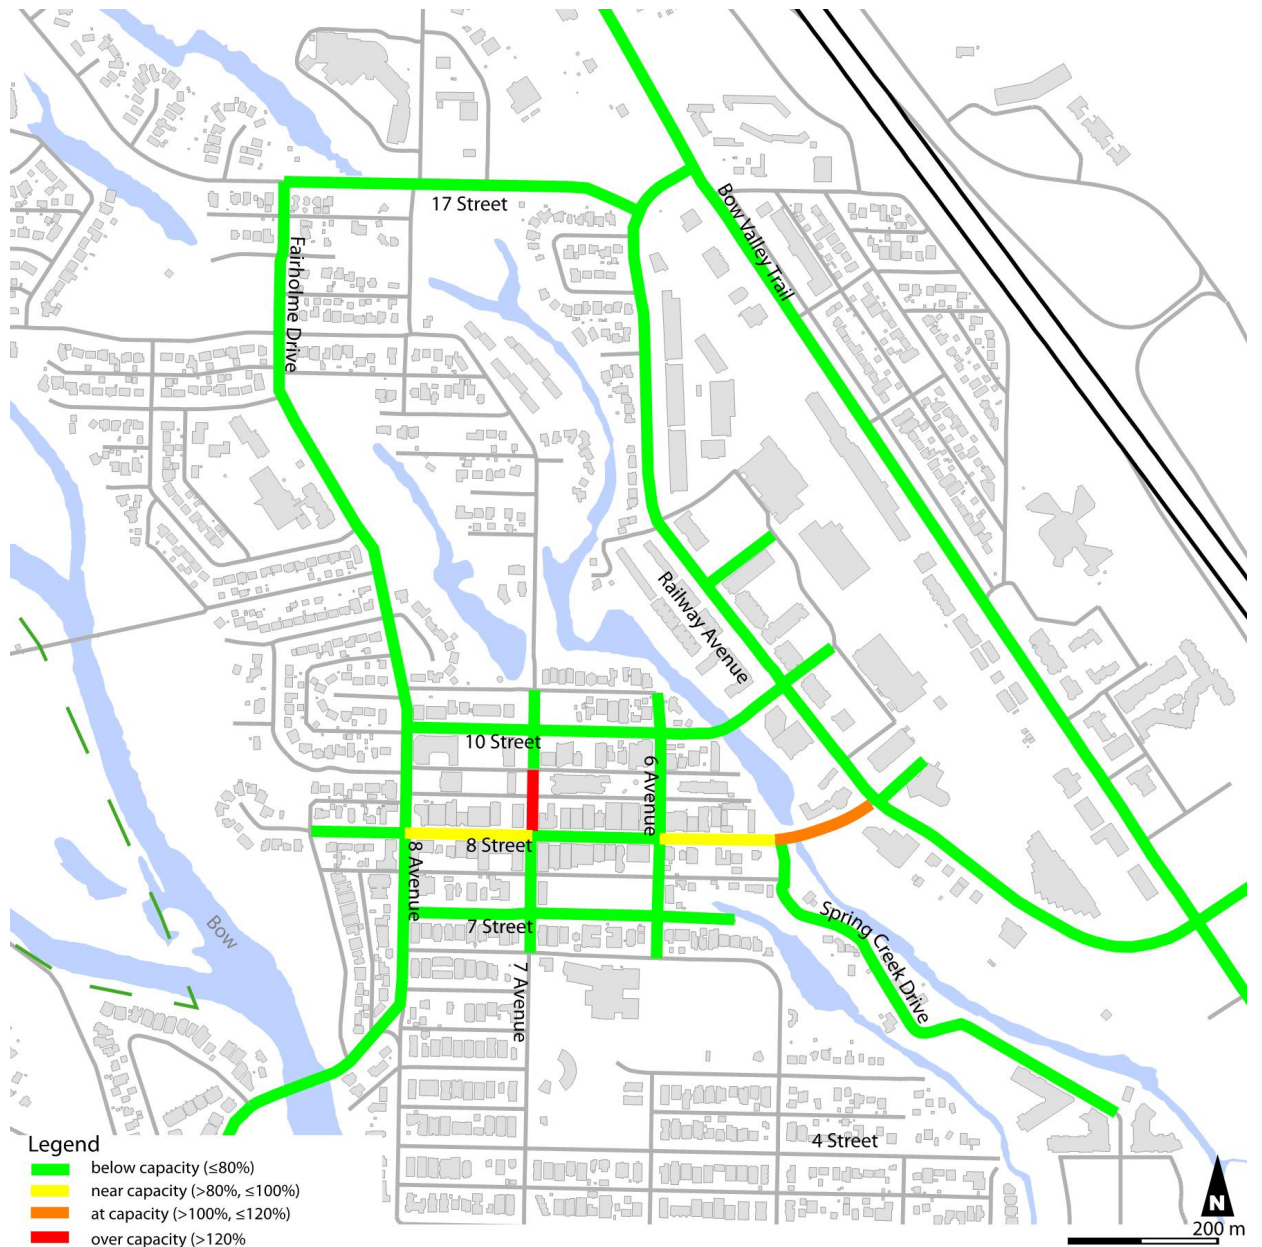 17 Street
Bow Valley Trail
Fairholme Drive
Railway Avenue
10 Street
6 Avenue
8 Street
8 Avenue
7 Street
Spring Creek Drive
Bow
7 Avenue
4 Street
Legend
below capacity (≤80%)
near capacity (>80%, ≤100%)
at capacity (>100%, ≤120%)
over capacity (>120%
N
200 m